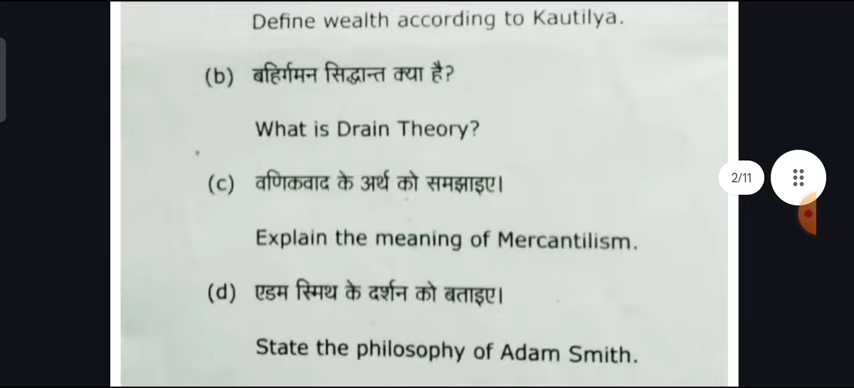 Define wealth according to Kautilya.
(b) बहिर्गमन सिद्धान्त क्या है?
What is Drain Theory?
(c) वणिकवाद के अर्थ को समझाइए।
2/11
Explain the meaning of Mercantilism.
(d) एडम स्मिथ के दर्शन को बताइए।
State the philosophy of Adam Smith.